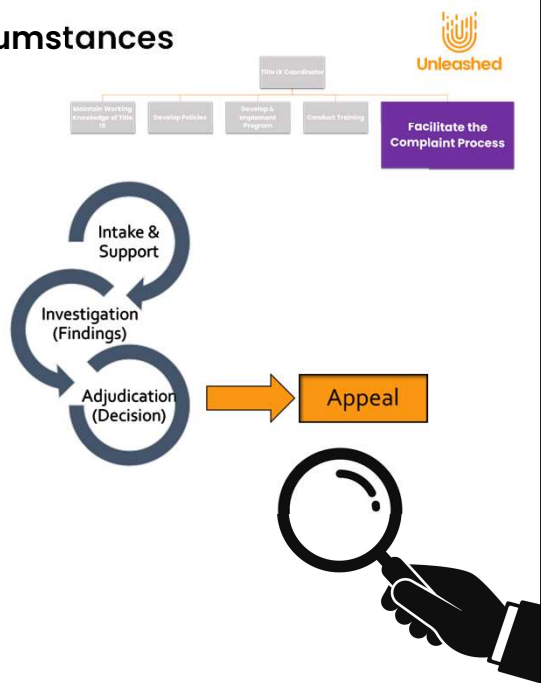 umstances
Unleashed
Title IX Coordinator
Maintain Working
Knowledge of Title
IX
Develop Policies
Develop &
Implement
Program
Conduct Training
Facilitate the
Complaint Process
Intake &
Support
Investigation
(Findings)
Adjudication
(Decision)
Appeal